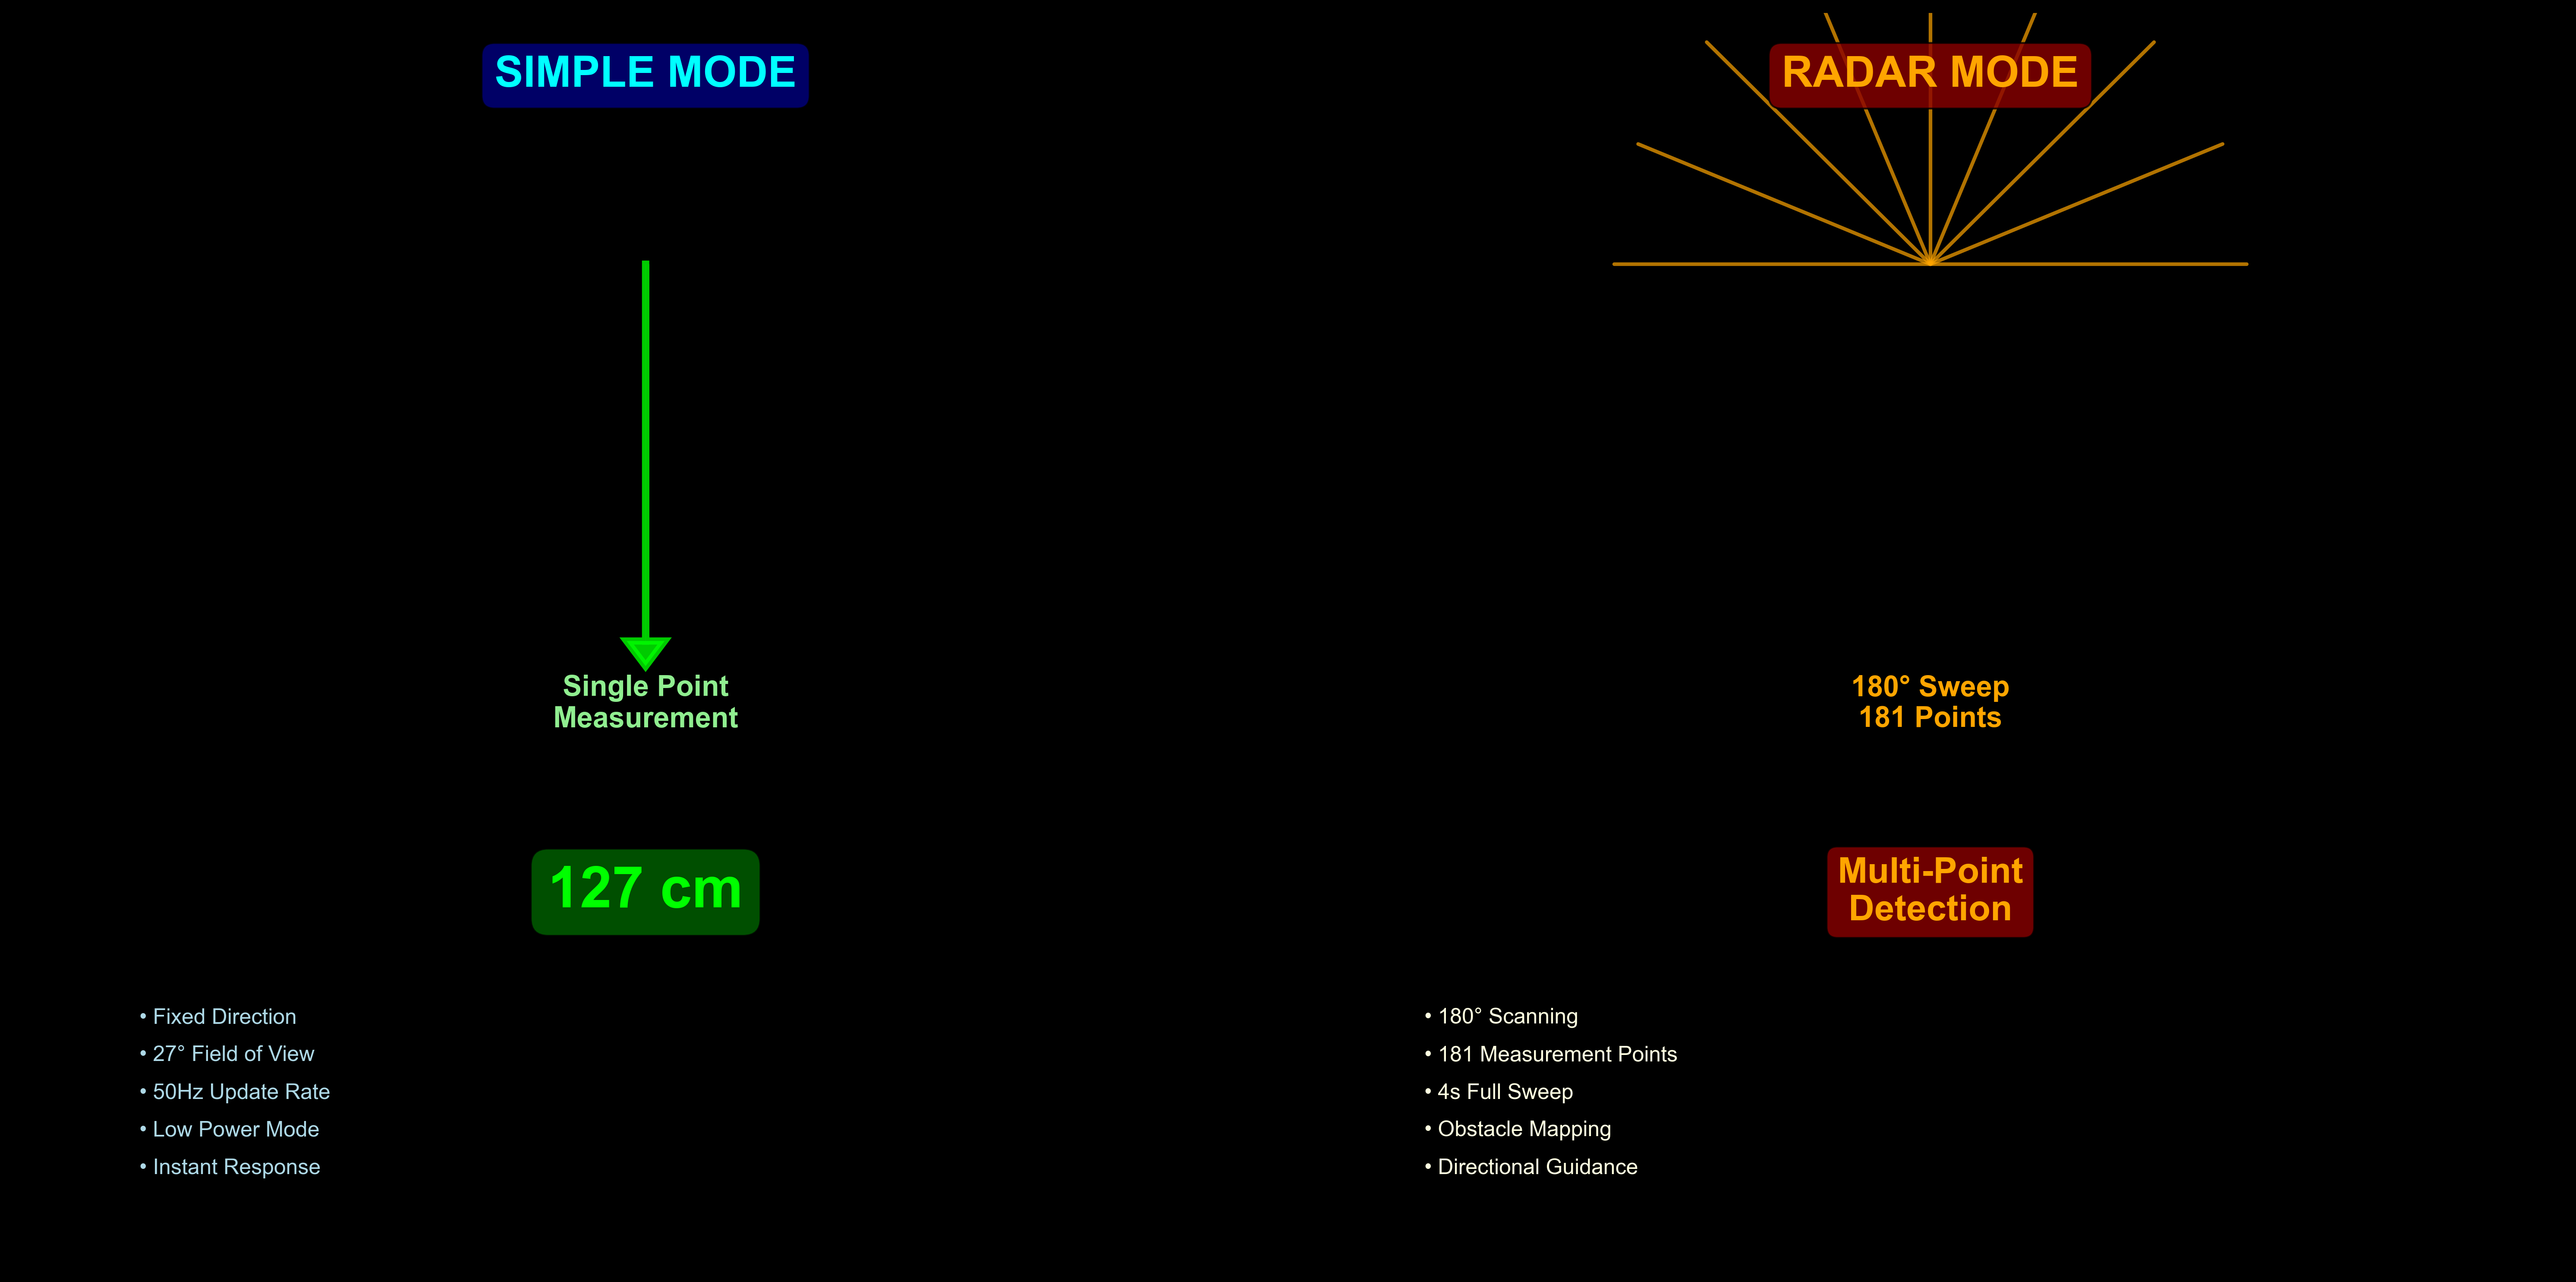 SIMPLE MODE
Single Point
Measurement
127 cm
• Fixed Direction
• 27° Field of View
• 50Hz Update Rate
• Low Power Mode
• Instant Response
RADAR MODE
180° Sweep
181 Points
Multi-Point
Detection
• 180° Scanning
• 181 Measurement Points
• 4s Full Sweep
• Obstacle Mapping
• Directional Guidance